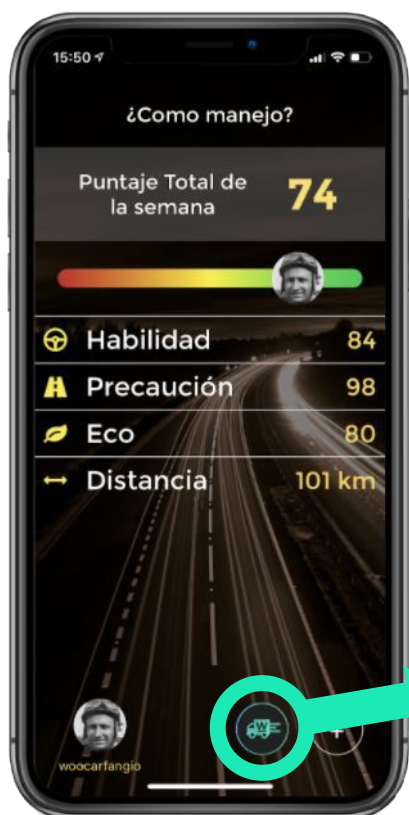 15:50
¿Como manejo?
Puntaje Total de
la semana
74
Habilidad 84
Precaución 98
Eco 80
Distancia 101 km
W
+
woocarfangio